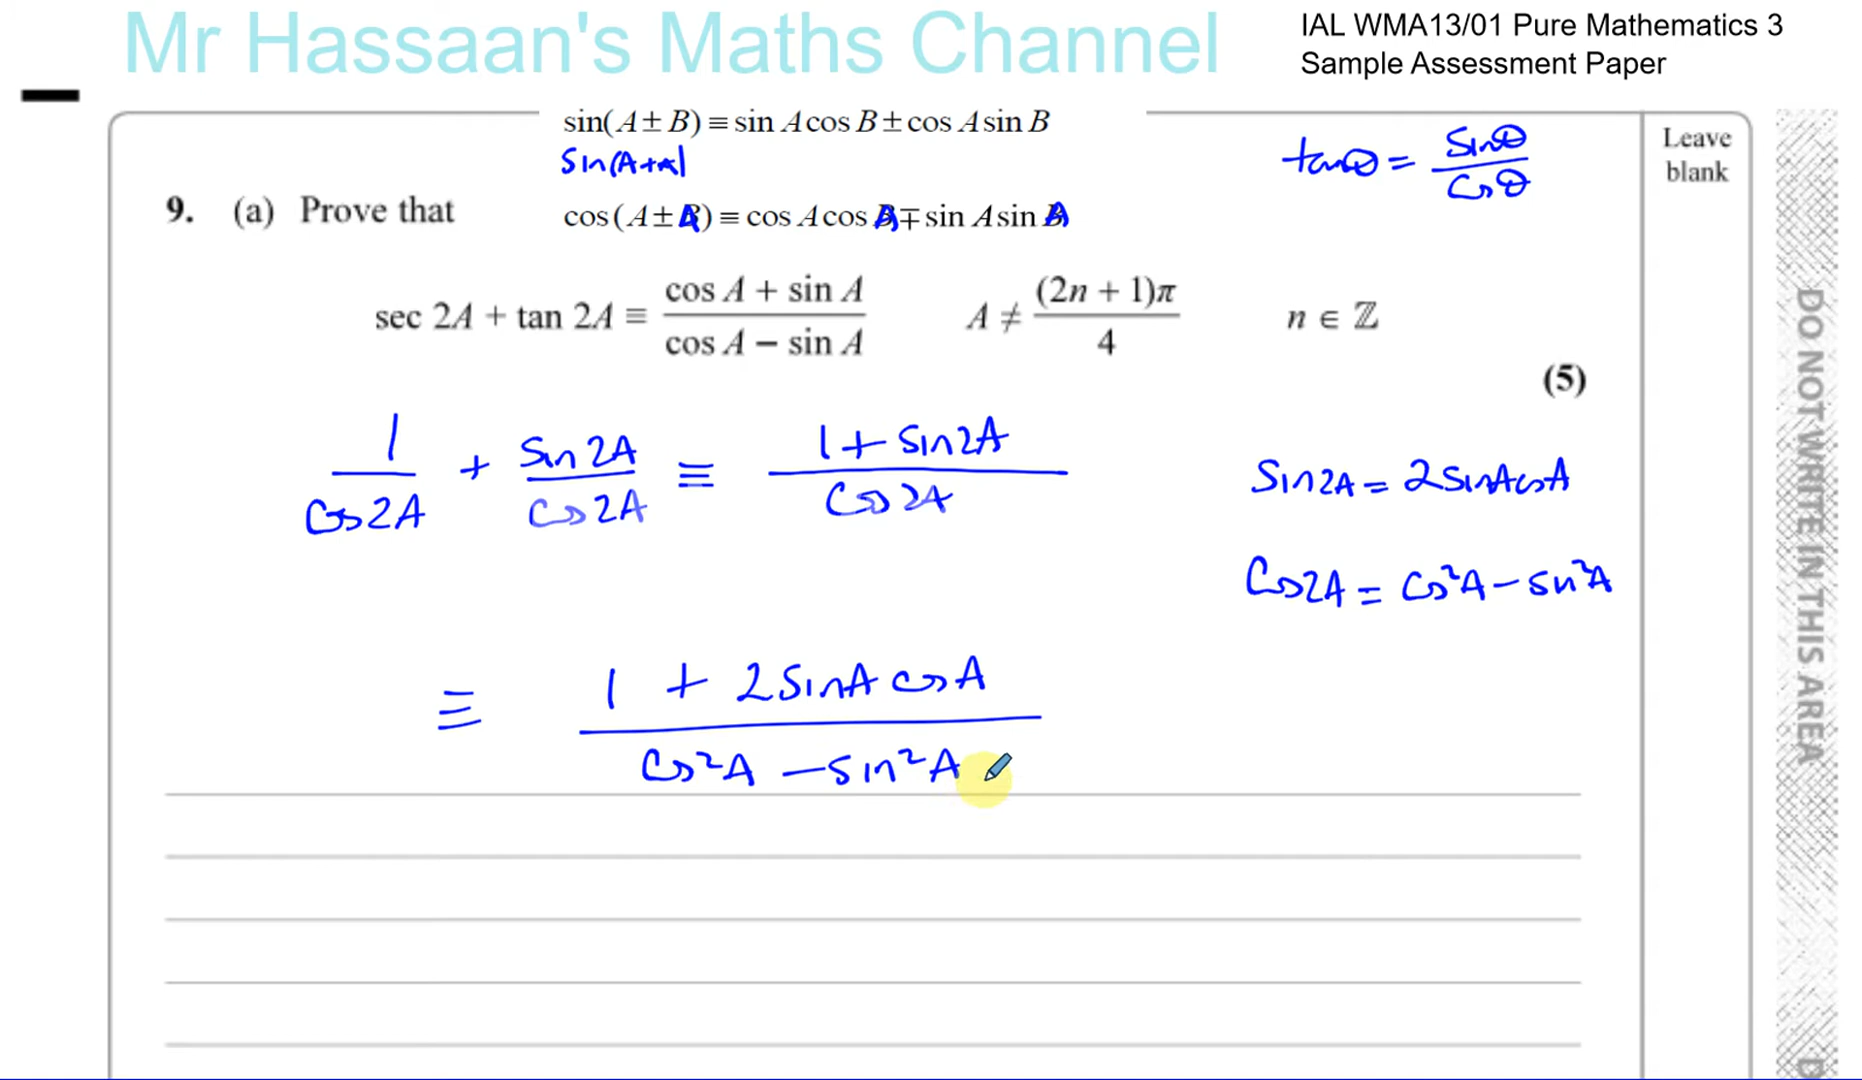 Mr Hassaan's Maths Channel
IAL WMA13/01 Pure Mathematics 3
Sample Assessment Paper
sin(A ± B) ≡ sin A cos B ± cos A sin B
Sin(A+A)
tanθ = Sinθ / Cosθ
Leave
blank
9. (a) Prove that
cos(A ± A) ≡ cos A cos A ∓ sin A sin A
sec 2A + tan 2A ≡ (cos A + sin A) / (cos A − sin A)    A ≠ (2n + 1)π / 4    n ∈ ℤ
(5)
1 / Cos2A + Sin2A / Cos2A ≡ (1 + Sin2A) / Cos2A
Sin2A = 2SinAcosA
Cos2A = Cos²A − Sin²A
≡ (1 + 2SinA cosA) / (Cos²A − Sin²A)
DO NOT WRITE IN THIS AREA
D